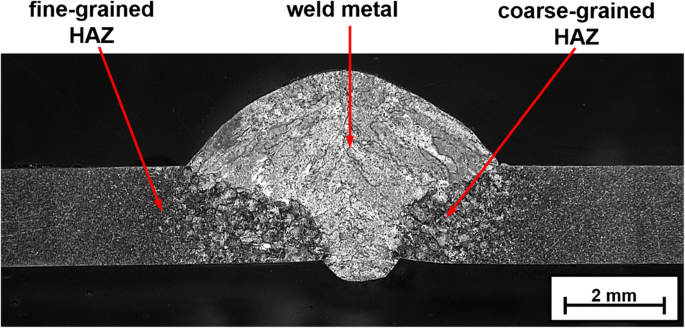 fine-grained
HAZ
weld metal
coarse-grained
HAZ
2 mm